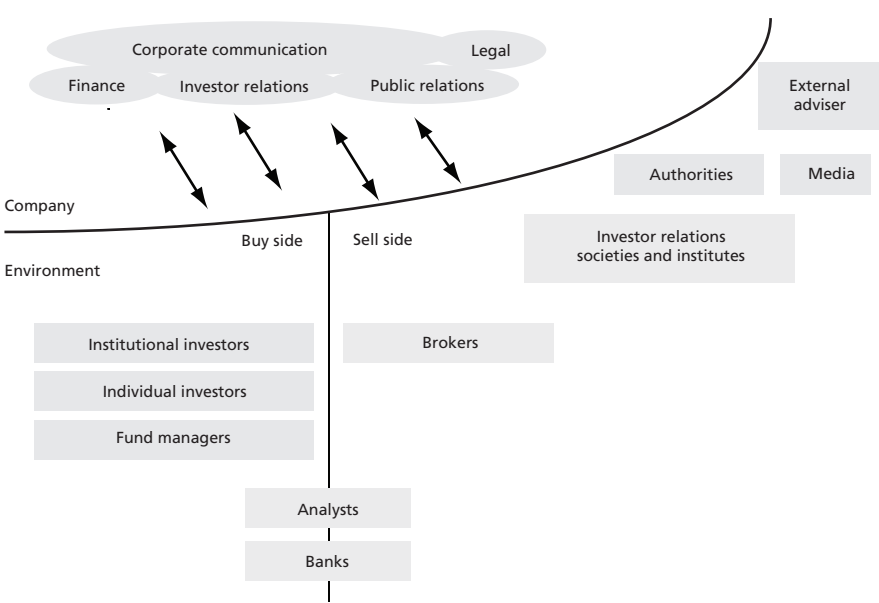 Corporate communication
Legal
Finance
Investor relations
Public relations
External
adviser
Authorities
Media
Company
Buy side
Sell side
Investor relations
societies and institutes
Environment
Institutional investors
Brokers
Individual investors
Fund managers
Analysts
Banks